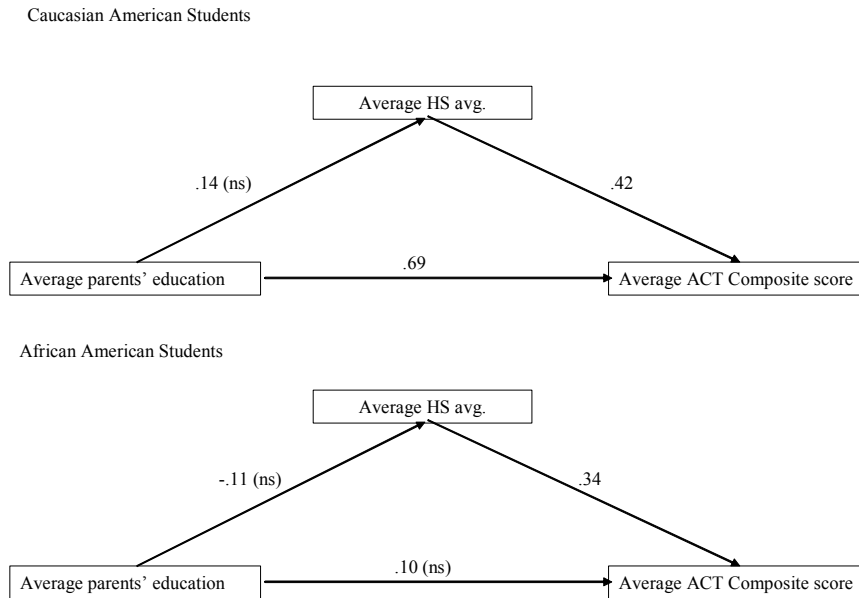 Caucasian American Students
Average HS avg.
.14 (ns)
.42
Average parents’ education
.69
Average ACT Composite score
African American Students
Average HS avg.
-.11 (ns)
.34
Average parents’ education
.10 (ns)
Average ACT Composite score